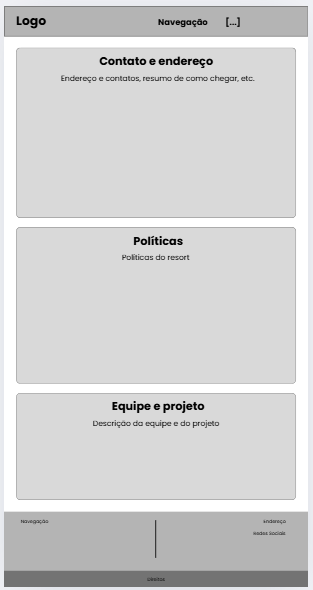 Logo
Navegação [...]
Contato e endereço
Endereço e contatos, resumo de como chegar, etc.
Políticas
Políticas do resort
Equipe e projeto
Descrição da equipe e do projeto
Navegação
Endereço
Redes Sociais
Direitos